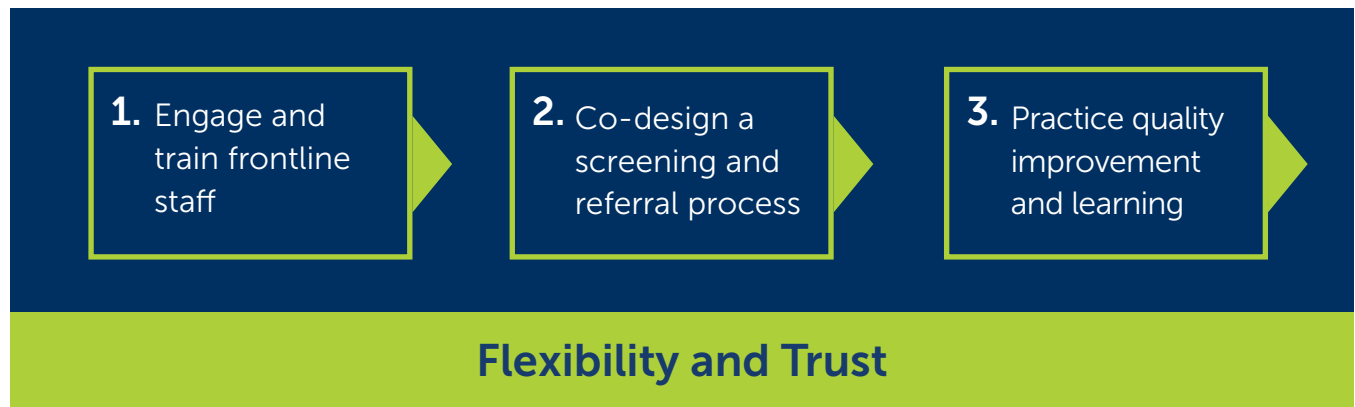 1. Engage and
train frontline
staff
2. Co-design a
screening and
referral process
3. Practice quality
improvement
and learning
Flexibility and Trust